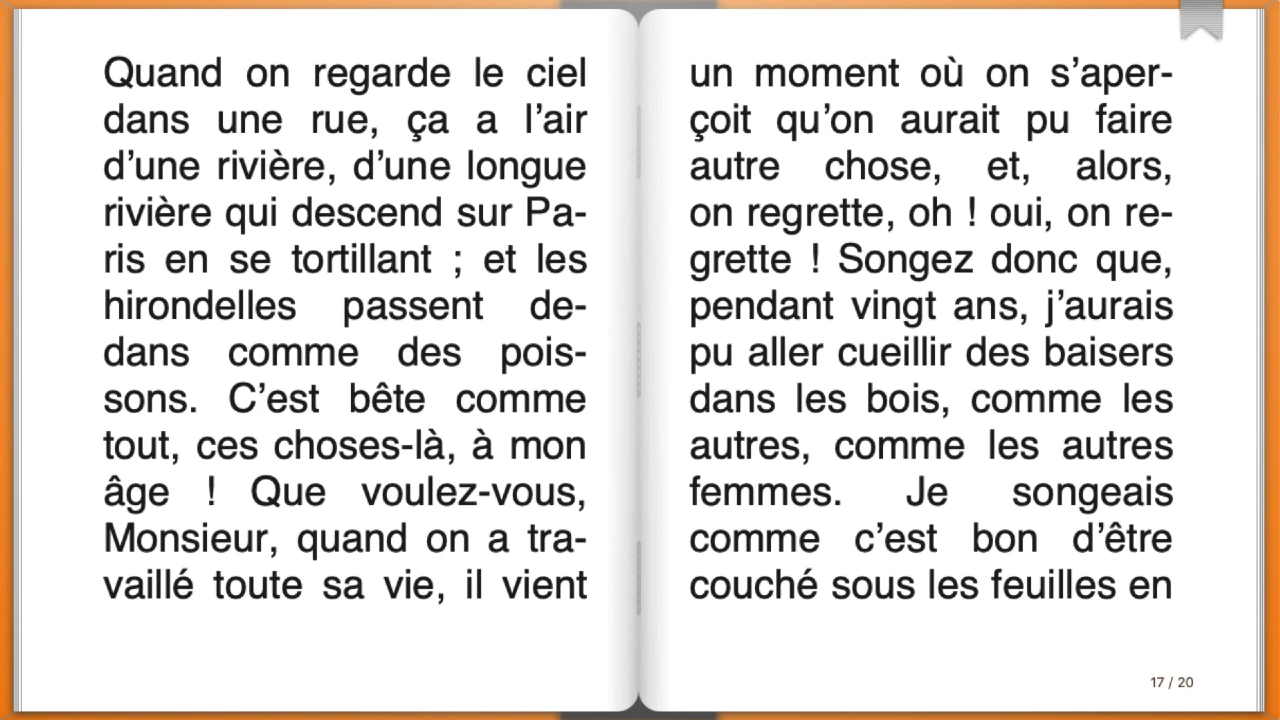 Quand on regarde le ciel
dans une rue, ça a l’air
d’une rivière, d’une longue
rivière qui descend sur Pa-
ris en se tortillant ; et les
hirondelles passent de-
dans comme des pois-
sons. C’est bête comme
tout, ces choses-là, à mon
âge ! Que voulez-vous,
Monsieur, quand on a tra-
vaillé toute sa vie, il vient
un moment où on s’aper-
çoit qu’on aurait pu faire
autre chose, et, alors,
on regrette, oh ! oui, on re-
grette ! Songez donc que,
pendant vingt ans, j’aurais
pu aller cueillir des baisers
dans les bois, comme les
autres, comme les autres
femmes. Je songeais
comme c’est bon d’être
couché sous les feuilles en
17 / 20